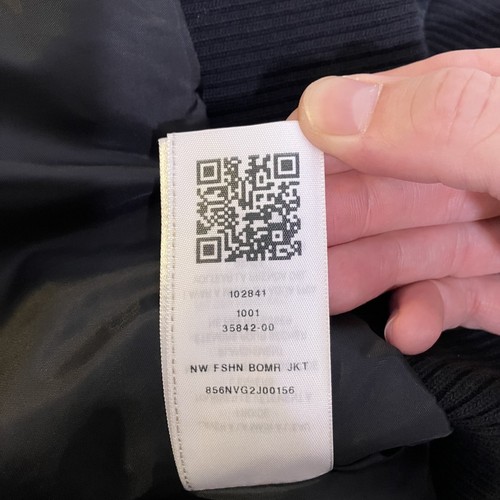 102841
1001
35842-00
NW FSHN BOMR JKT
856NVG2J00156